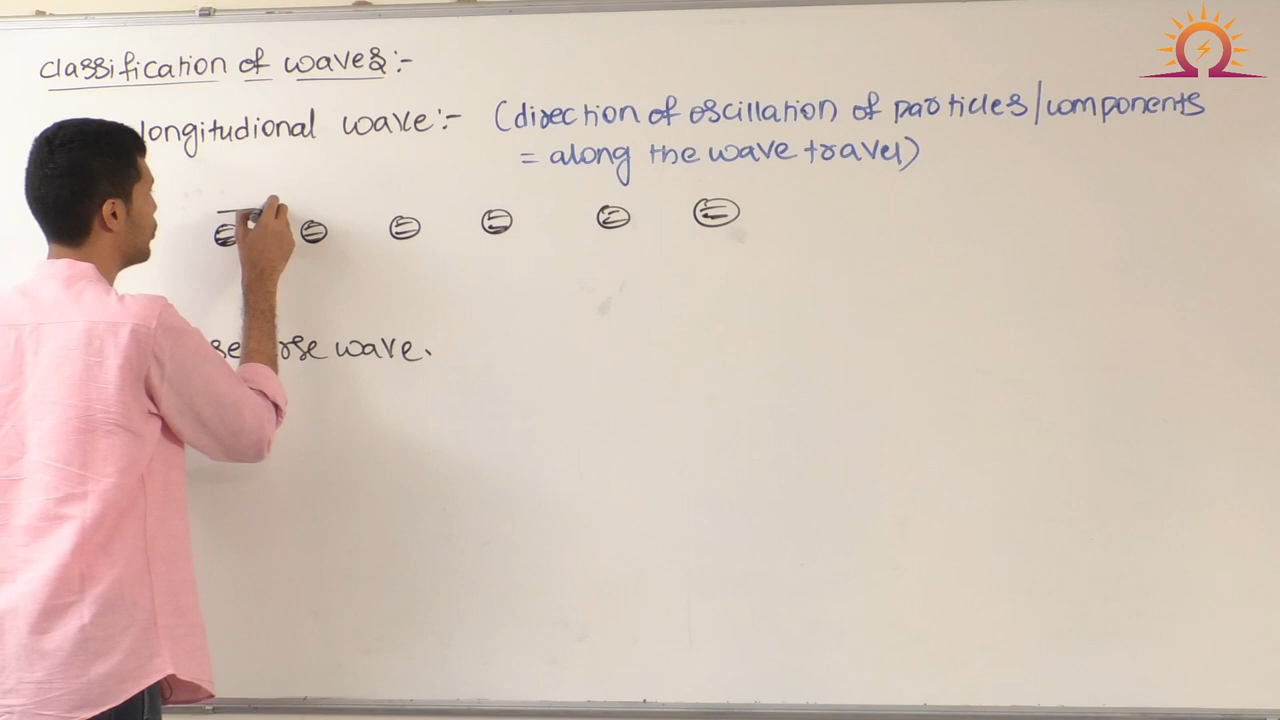 classification of waves:-
longitudional wave:- (direction of oscillation of particles/components
= along the wave travel)
wave.